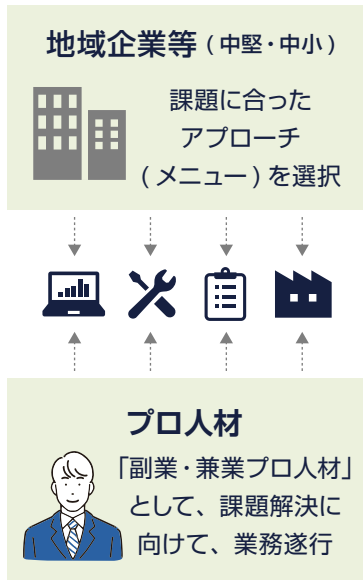 地域企業等(中堅・中小)
課題に合った
アプローチ
(メニュー)を選択
プロ人材
「副業・兼業プロ人材」
として、課題解決に
向けて、業務遂行